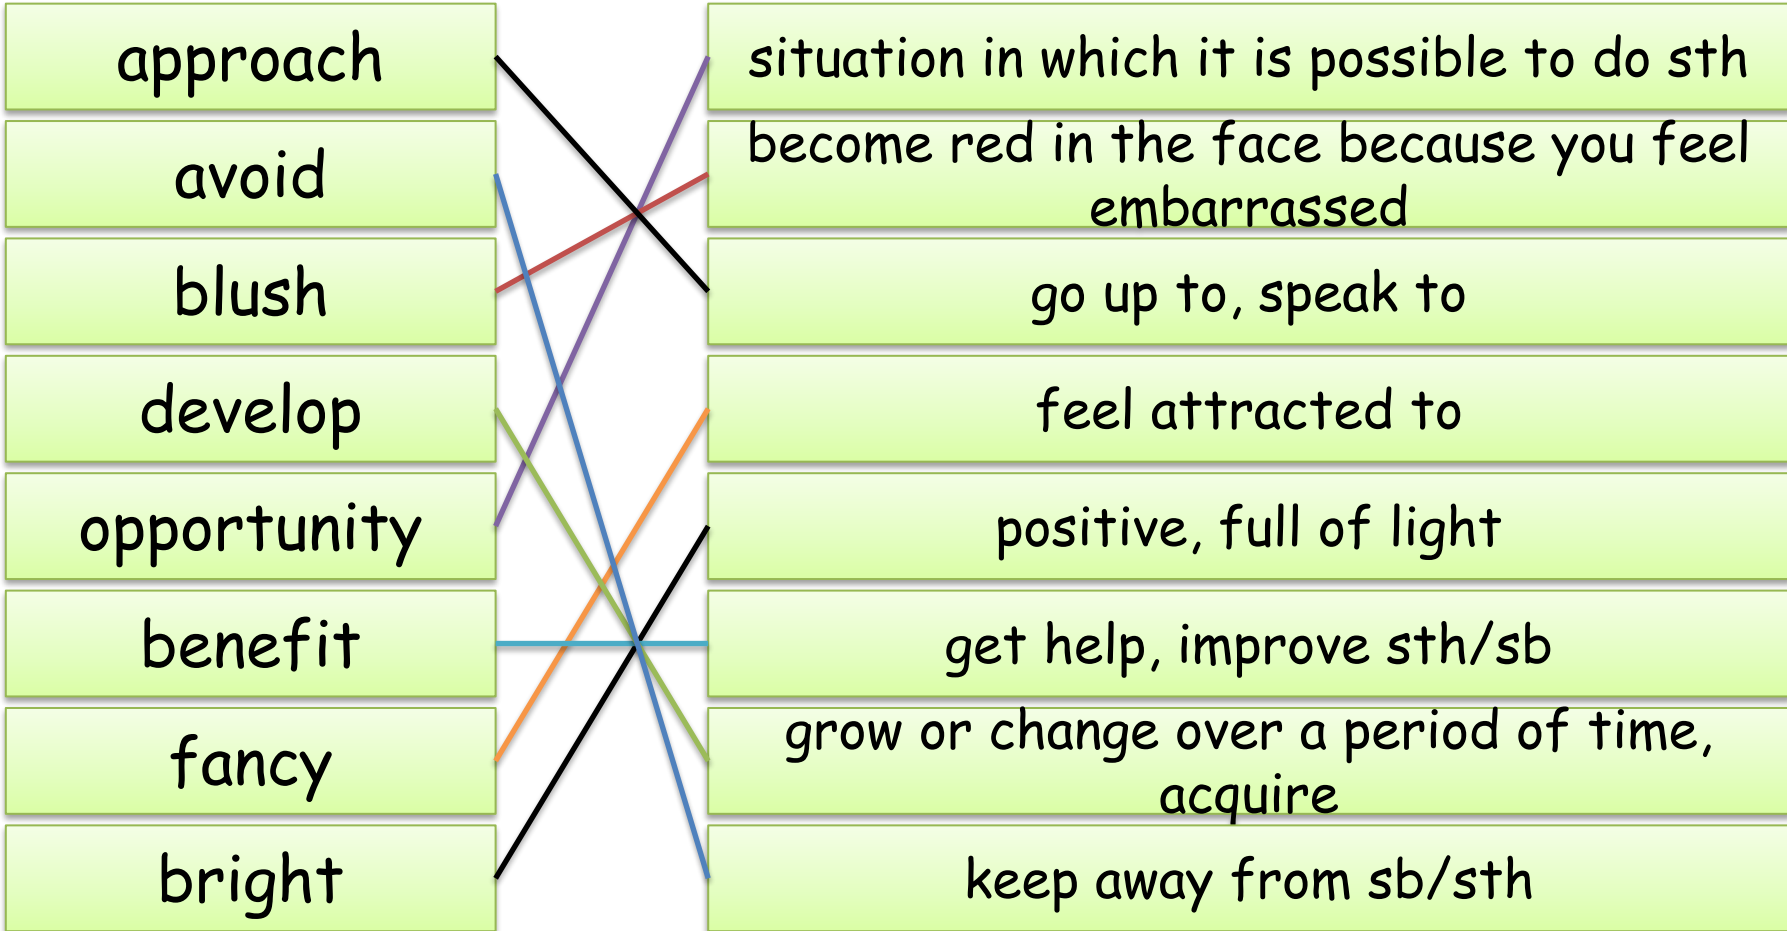 approach
avoid
blush
develop
opportunity
benefit
fancy
bright
situation in which it is possible to do sth
become red in the face because you feel
embarrassed
go up to, speak to
feel attracted to
positive, full of light
get help, improve sth/sb
grow or change over a period of time,
acquire
keep away from sb/sth